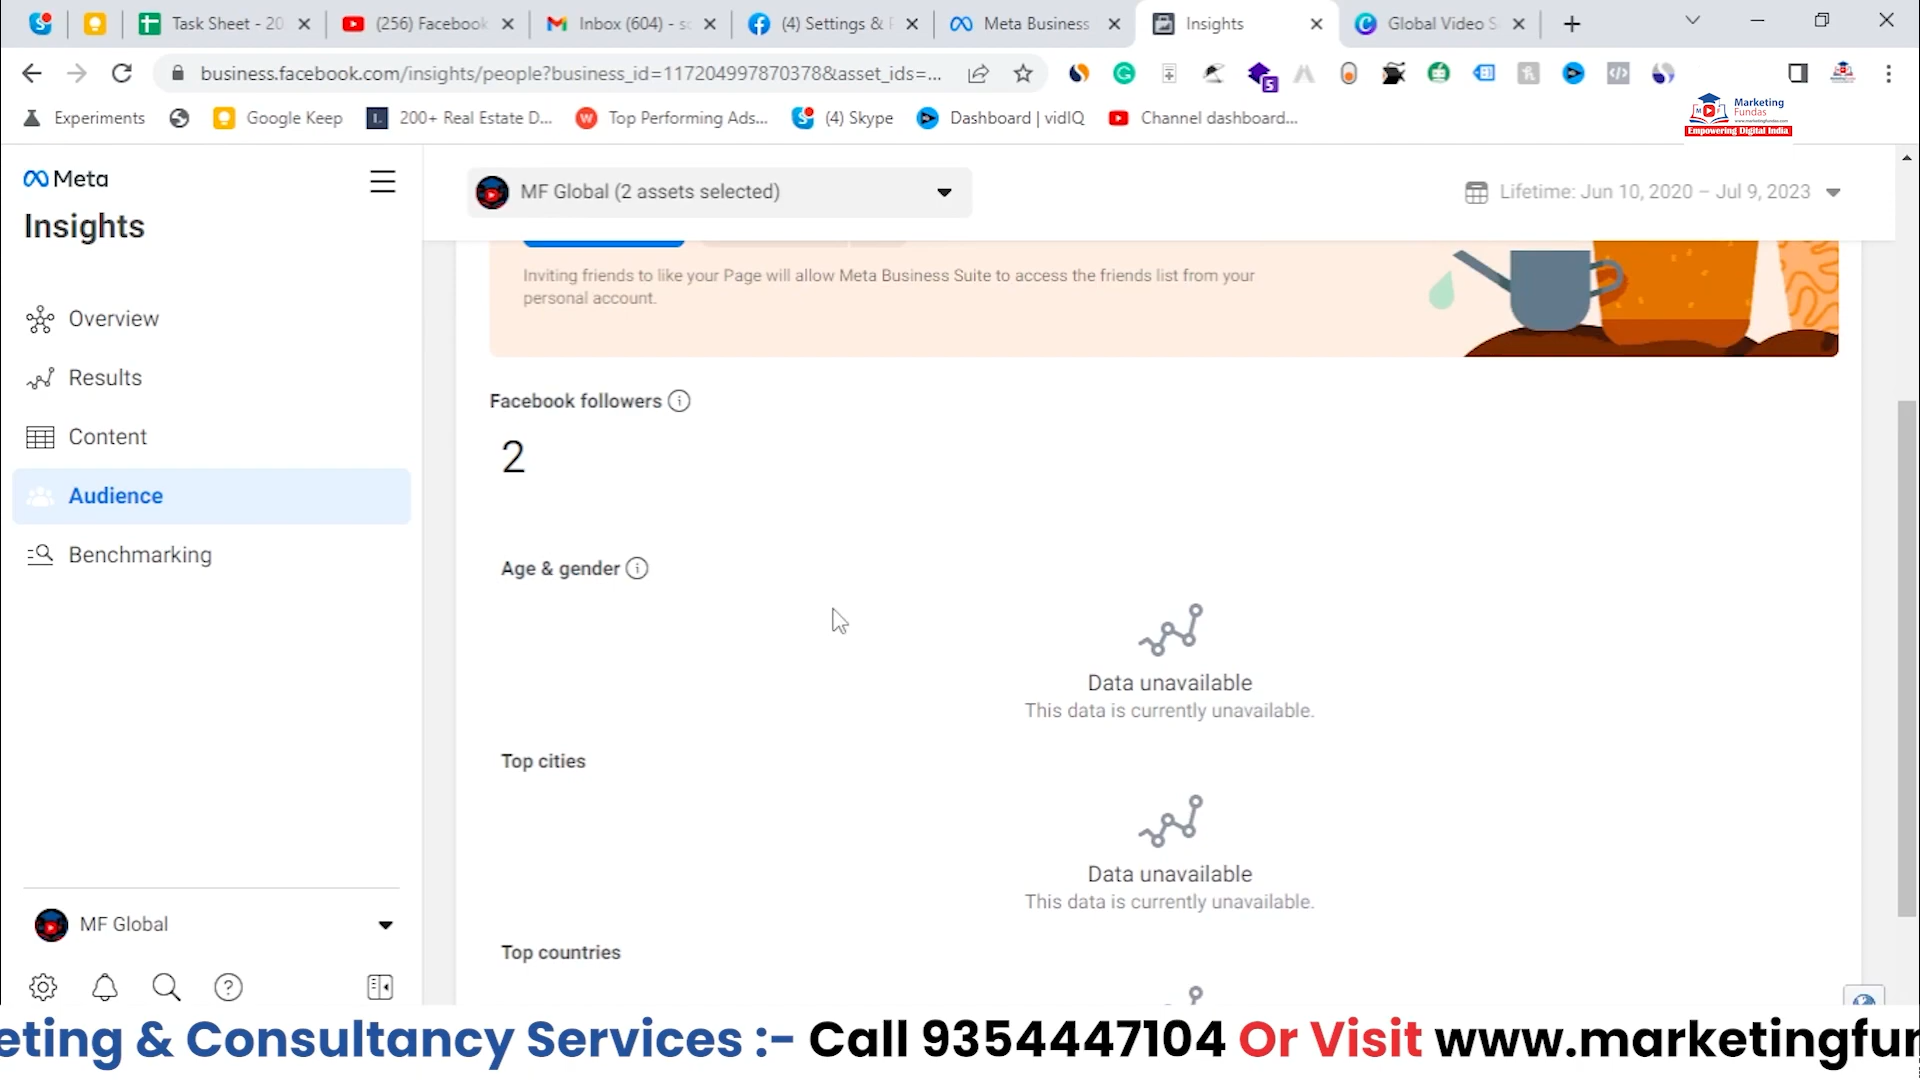 Task Sheet - 20
(256) Facebook
Inbox (604) - sc
(4) Settings & P
Meta Business
Insights
Global Video S
business.facebook.com/insights/people?business_id=117204997870378&asset_ids=...
Experiments
Google Keep
200+ Real Estate D...
Top Performing Ads...
(4) Skype
Dashboard | vidIQ
Channel dashboard...
Marketing
Fundas
www.marketingfundas.com
Empowering Digital India
Meta
Insights
MF Global (2 assets selected)
Lifetime: Jun 10, 2020 – Jul 9, 2023
Overview
Results
Content
Audience
Benchmarking
Inviting friends to like your Page will allow Meta Business Suite to access the friends list from your
personal account.
Facebook followers
2
Age & gender
Data unavailable
This data is currently unavailable.
Top cities
Data unavailable
This data is currently unavailable.
Top countries
MF Global
eting & Consultancy Services :- Call 9354447104 Or Visit www.marketingfun